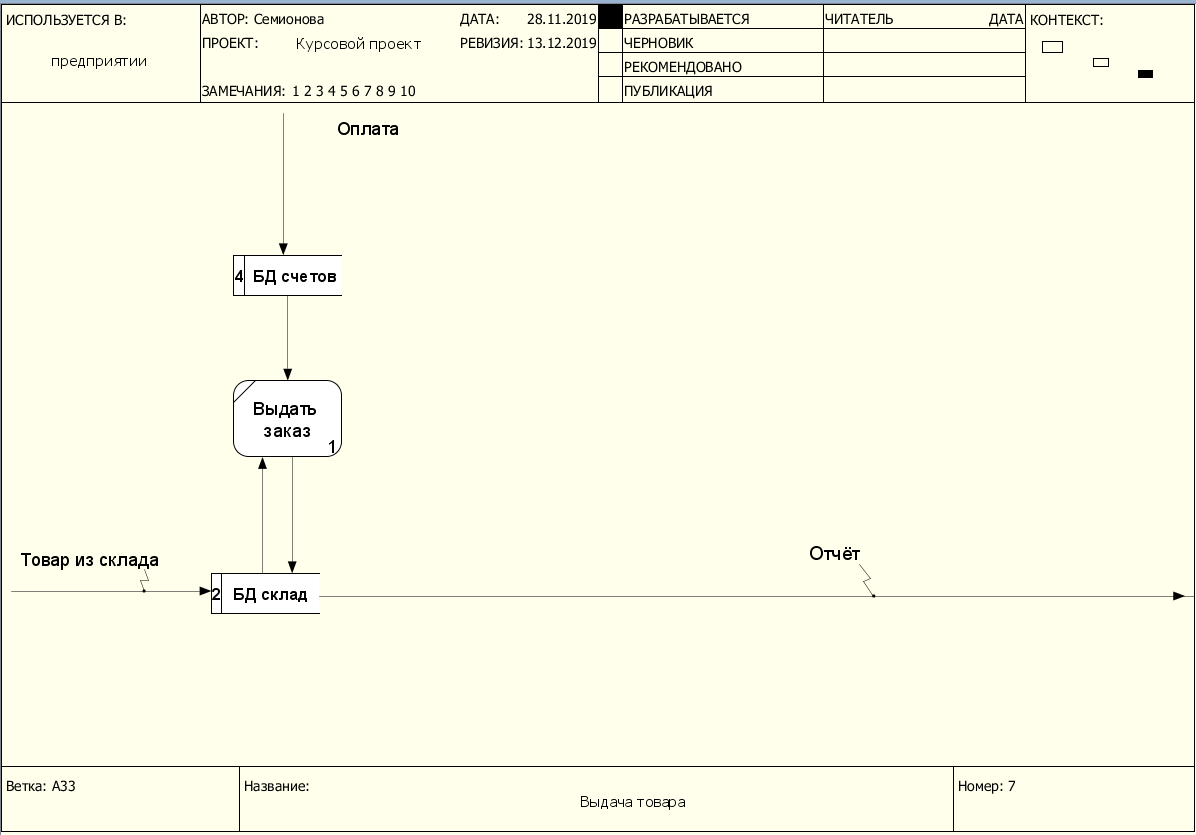 ИСПОЛЬЗУЕТСЯ В:
предприятии
АВТОР: Семионова
ДАТА: 28.11.2019
ПРОЕКТ: Курсовой проект
РЕВИЗИЯ: 13.12.2019
ЗАМЕЧАНИЯ: 1 2 3 4 5 6 7 8 9 10
РАЗРАБАТЫВАЕТСЯ
ЧЕРНОВИК
РЕКОМЕНДОВАНО
ПУБЛИКАЦИЯ
ЧИТАТЕЛЬ ДАТА
КОНТЕКСТ:
Оплата
4 БД счетов
Выдать
заказ
1
Товар из склада
Отчёт
2 БД склад
Ветка: A33
Название:
Выдача товара
Номер: 7